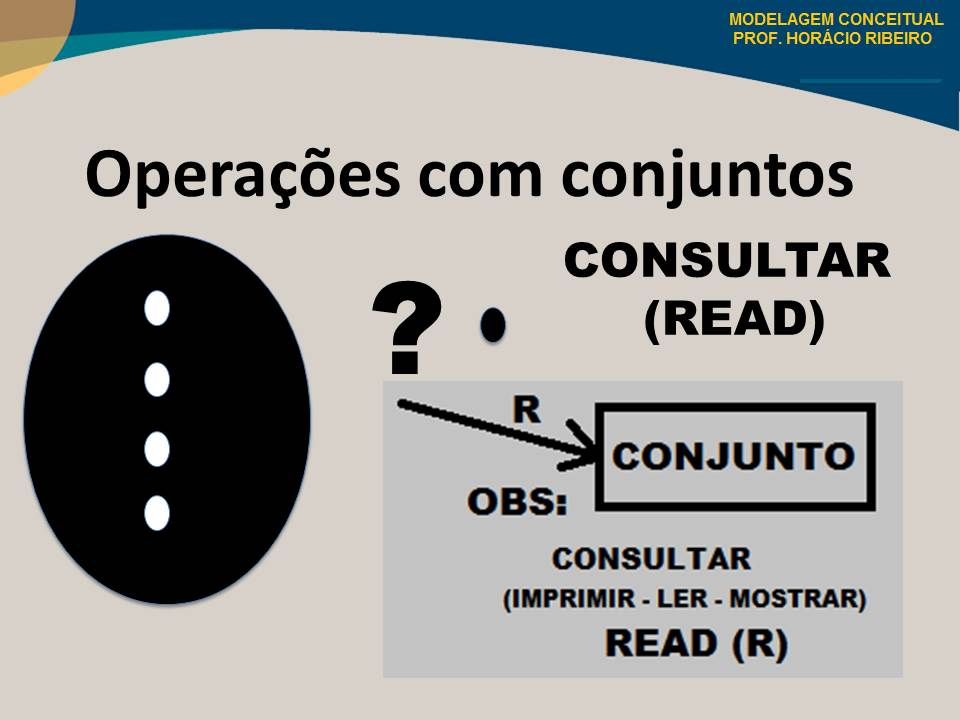 MODELAGEM CONCEITUAL
PROF. HORÁCIO RIBEIRO
Operações com conjuntos
CONSULTAR
(READ)
?
R
CONJUNTO
OBS:
CONSULTAR
(IMPRIMIR - LER - MOSTRAR)
READ (R)